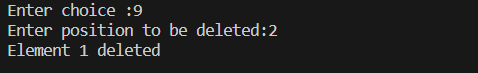 Enter choice :9
Enter position to be deleted:2
Element 1 deleted